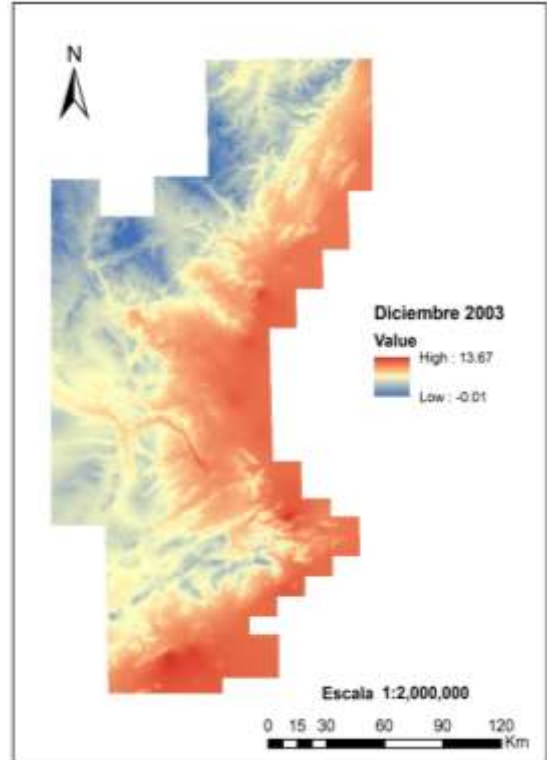 N
Diciembre 2003
Value
High : 13.67
Low : -0.01
Escala 1:2,000,000
0 15 30 60 90 120
Km